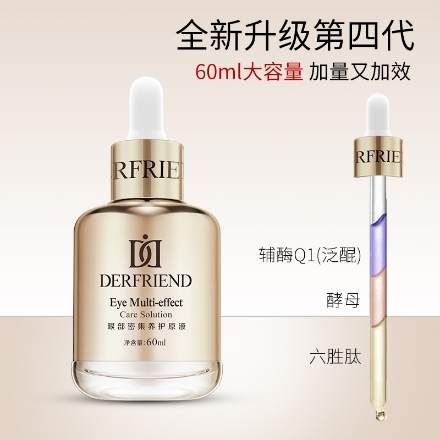 全新升级第四代
60ml大容量 加量又加效
RFRIE
RFRIE
DERFRIEND
Eye Multi-effect
Care Solution
眼部密集养护原液
净含量:60ml
辅酶Q1(泛醌)
酵母
六胜肽